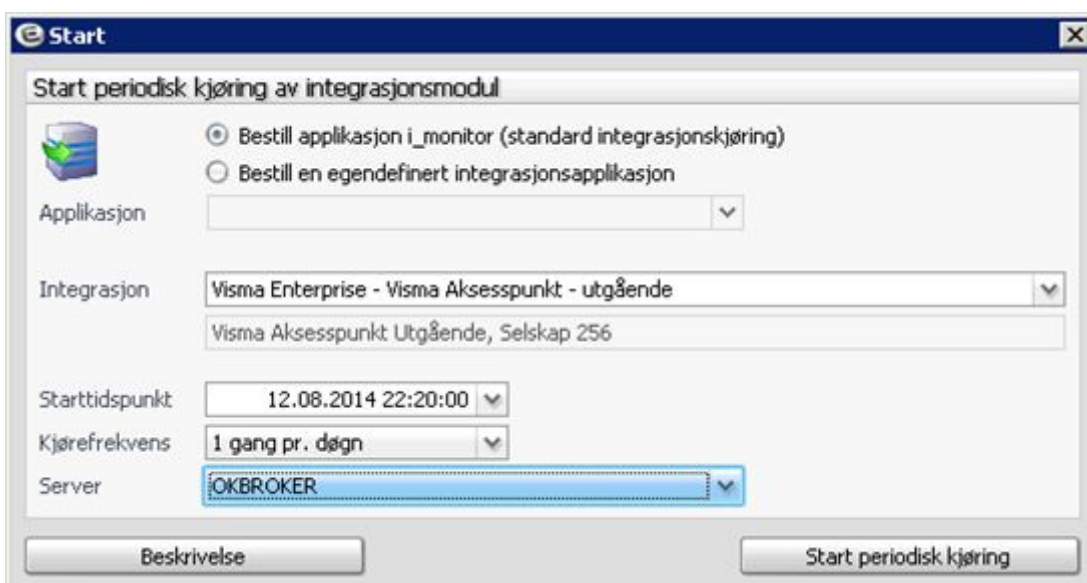 Start
Start periodisk kjøring av integrasjonsmodul
Bestill applikasjon i_monitor (standard integrasjonskjøring)
Bestill en egendefinert integrasjonsapplikasjon
Applikasjon
Integrasjon Visma Enterprise - Visma Aksesspunkt - utgående
Visma Aksesspunkt Utgående, Selskap 256
Starttidspunkt 12.08.2014 22:20:00
Kjørefrekvens 1 gang pr. døgn
Server OKBROKER
Beskrivelse Start periodisk kjøring